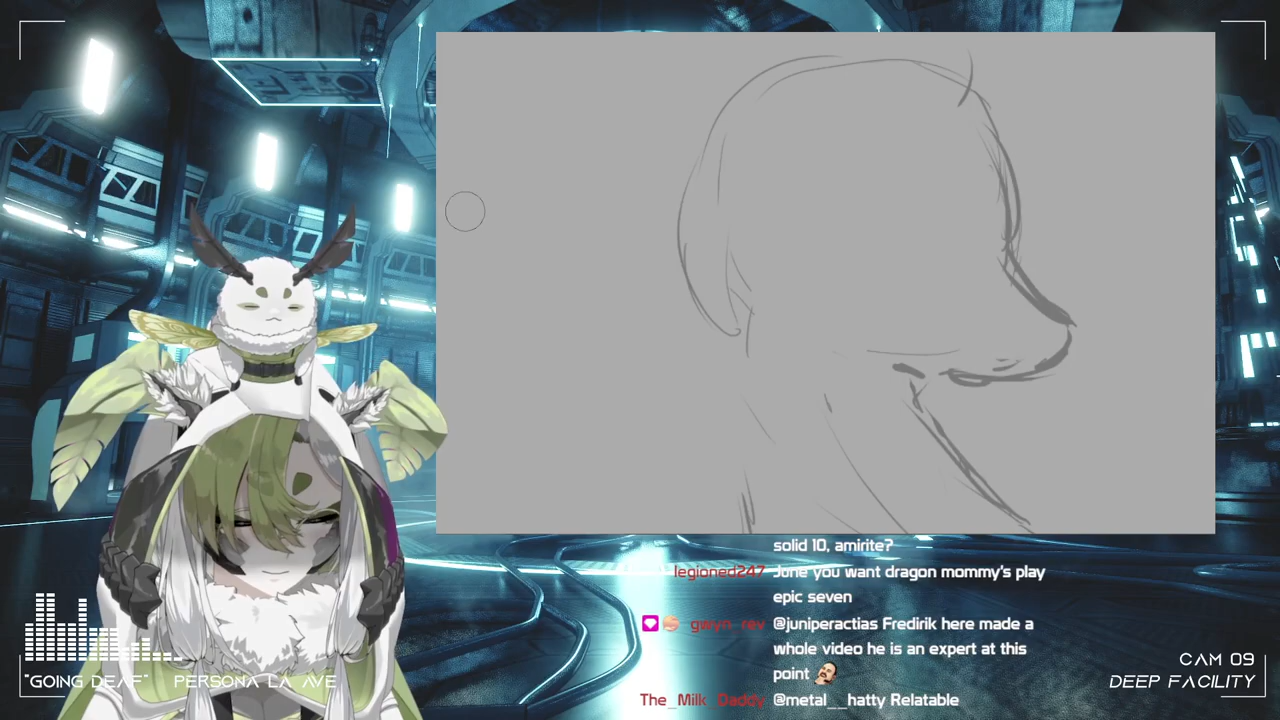 solid 10, amirite?
legioned247 June you want dragon mommy's play
epic seven
gwyn_rev @juniperactias Fredirik here made a
whole video he is an expert at this
point
The_Milk_Daddy @metal__hatty Relatable
"GOING DEAF" PERSONA LA AVE
CAM 09
DEEP FACILITY